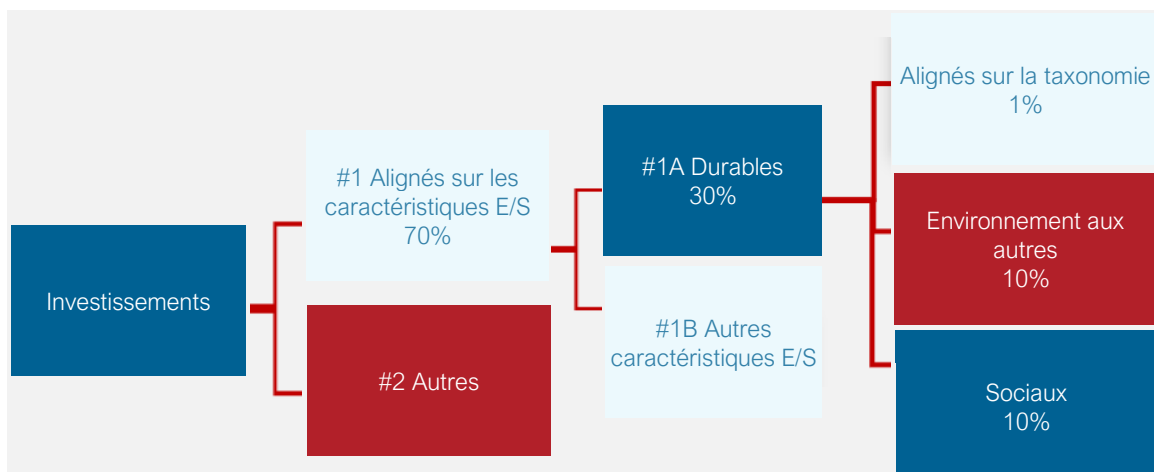 Investissements
#1 Alignés sur les
caractéristiques E/S
70%
#2 Autres
#1A Durables
30%
#1B Autres
caractéristiques E/S
Alignés sur la taxonomie
1%
Environnement aux
autres
10%
Sociaux
10%